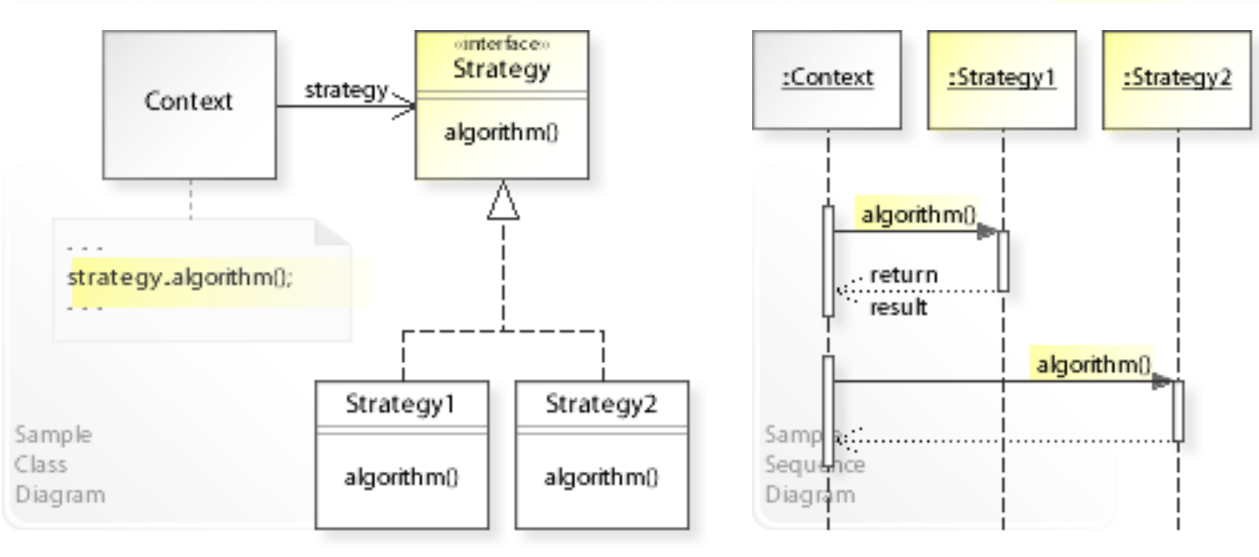 Context
strategy
«interface»
Strategy
algorithm()
- - -
strategy.algorithm();
- - -
Strategy1
algorithm()
Strategy2
algorithm()
Sample
Class
Diagram
:Context
:Strategy1
:Strategy2
algorithm()
return
result
algorithm()
Sample
Sequence
Diagram